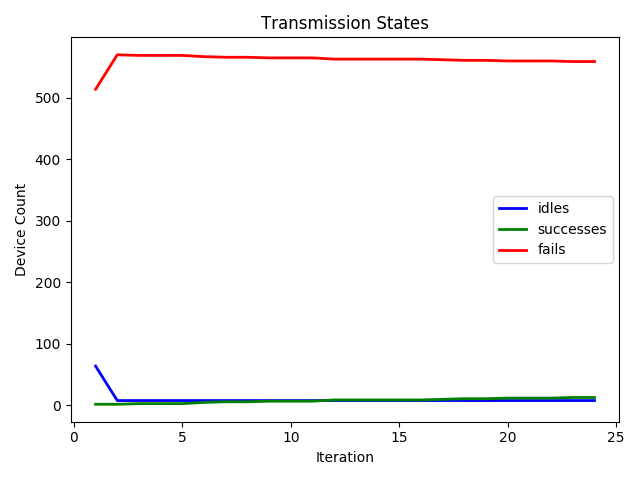 Transmission States
Device Count
500
400
300
200
100
0
idles
successes
fails
0 5 10 15 20 25
Iteration